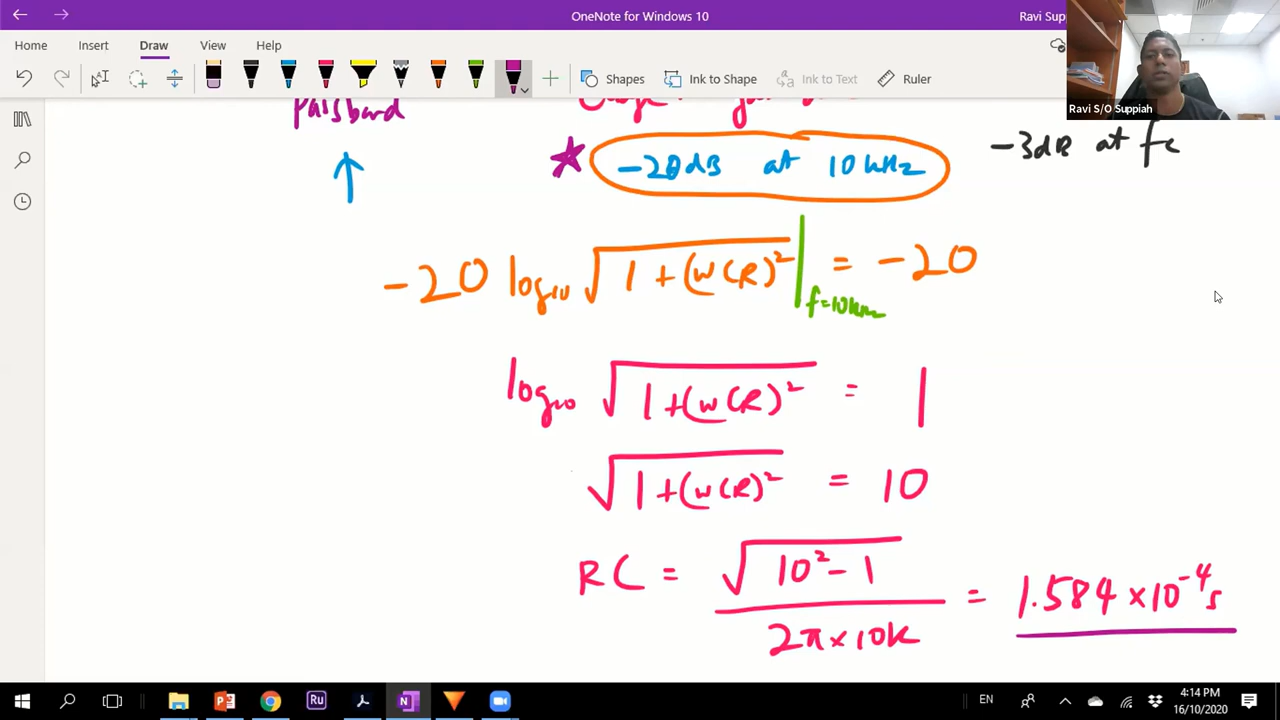 OneNote for Windows 10
Ravi Supp
Home Insert Draw View Help
Shapes Ink to Shape Ink to Text Ruler
Ravi S/O Suppiah
Passband
-3dB at fc
-20dB at 10kHz
-20 log₁₀ √(1+(WCR)²) | f=10kHz = -20
log₁₀ √(1+(WCR)²) = 1
√(1+(WCR)²) = 10
RC = √(10²-1) / 2π×10k = 1.584×10⁻⁴s
EN
4:14 PM
16/10/2020